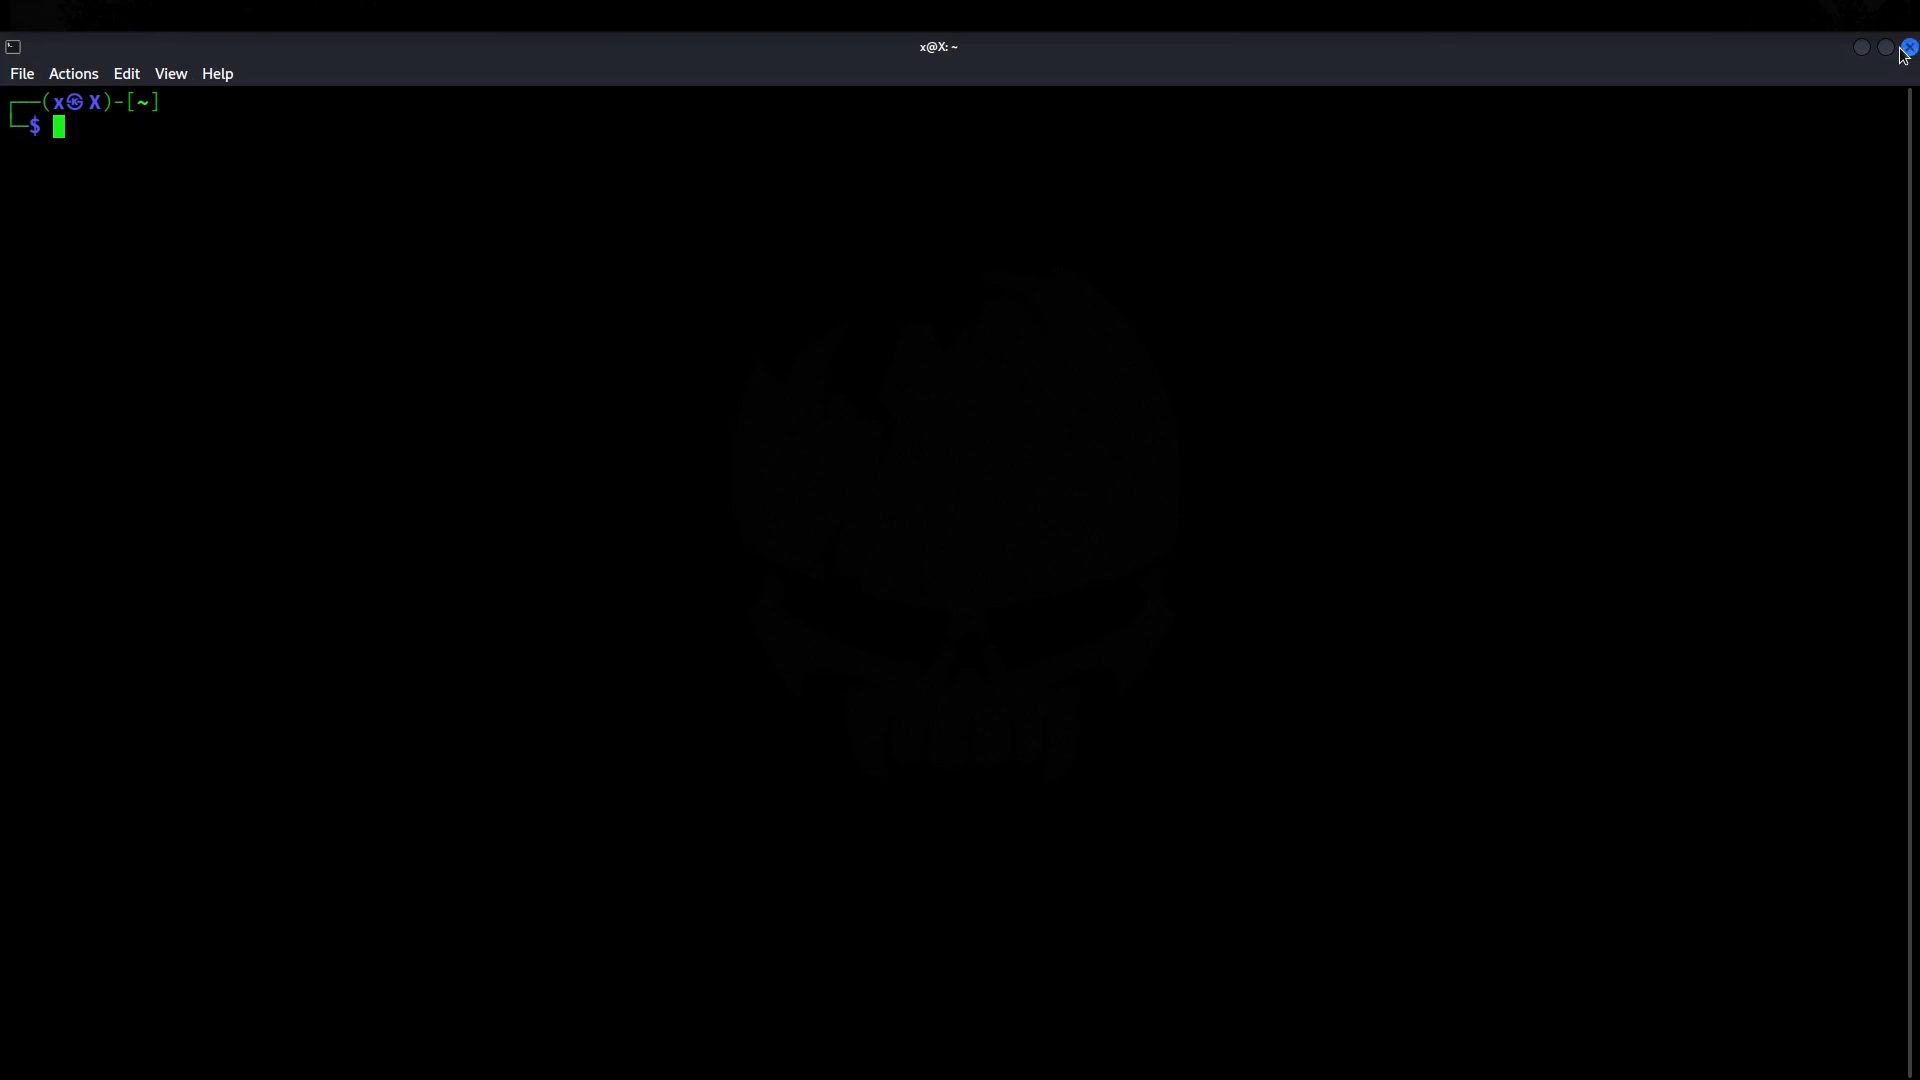 x@X: ~
File Actions Edit View Help
┌──(x㉿X)-[~]
└─$